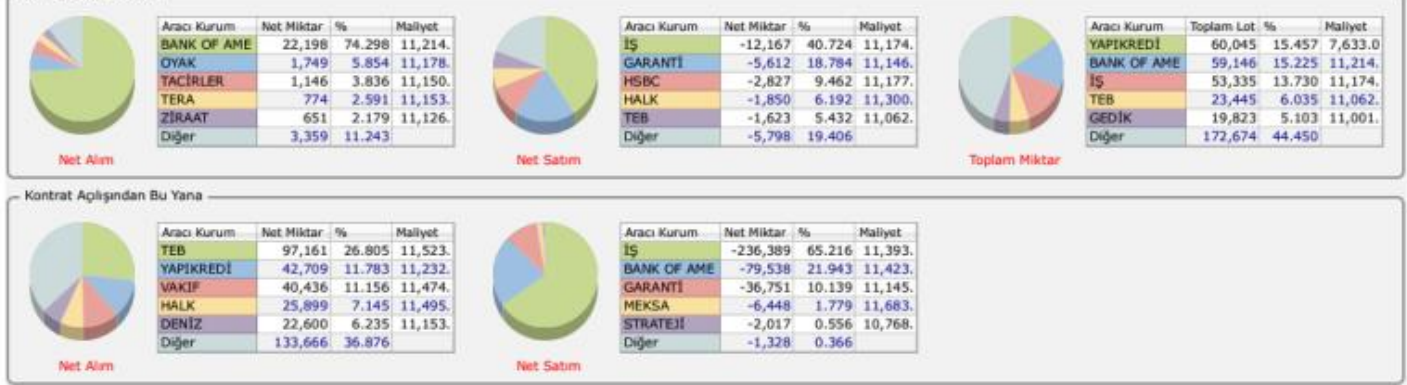 Aracı Kurum Net Miktar % Maliyet
BANK OF AME 22,198 74.298 11,214.
OYAK 1,749 5.854 11,178.
TACİRLER 1,146 3.836 11,150.
TERA 774 2.591 11,153.
ZİRAAT 651 2.179 11,126.
Diğer 3,359 11.243
Net Alım
Aracı Kurum Net Miktar % Maliyet
İŞ -12,167 40.724 11,174.
GARANTİ -5,612 18.784 11,146.
HSBC -2,827 9.462 11,177.
HALK -1,850 6.192 11,300.
TEB -1,623 5.432 11,062.
Diğer -5,798 19.406
Net Satım
Aracı Kurum Toplam Lot % Maliyet
YAPIKREDİ 60,045 15.457 7,633.0
BANK OF AME 59,146 15.225 11,214.
İŞ 53,335 13.730 11,174.
TEB 23,445 6.035 11,062.
GEDİK 19,823 5.103 11,001.
Diğer 172,674 44.450
Toplam Miktar
Kontrat Açılışından Bu Yana
Aracı Kurum Net Miktar % Maliyet
TEB 97,161 26.805 11,523.
YAPIKREDİ 42,709 11.783 11,232.
VAKIF 40,436 11.156 11,474.
HALK 25,899 7.145 11,495.
DENİZ 22,600 6.235 11,153.
Diğer 133,666 36.876
Net Alım
Aracı Kurum Net Miktar % Maliyet
İŞ -236,389 65.216 11,393.
BANK OF AME -79,538 21.943 11,423.
GARANTİ -36,751 10.139 11,145.
MEKSA -6,448 1.779 11,683.
STRATEJİ -2,017 0.556 10,768.
Diğer -1,328 0.366
Net Satım